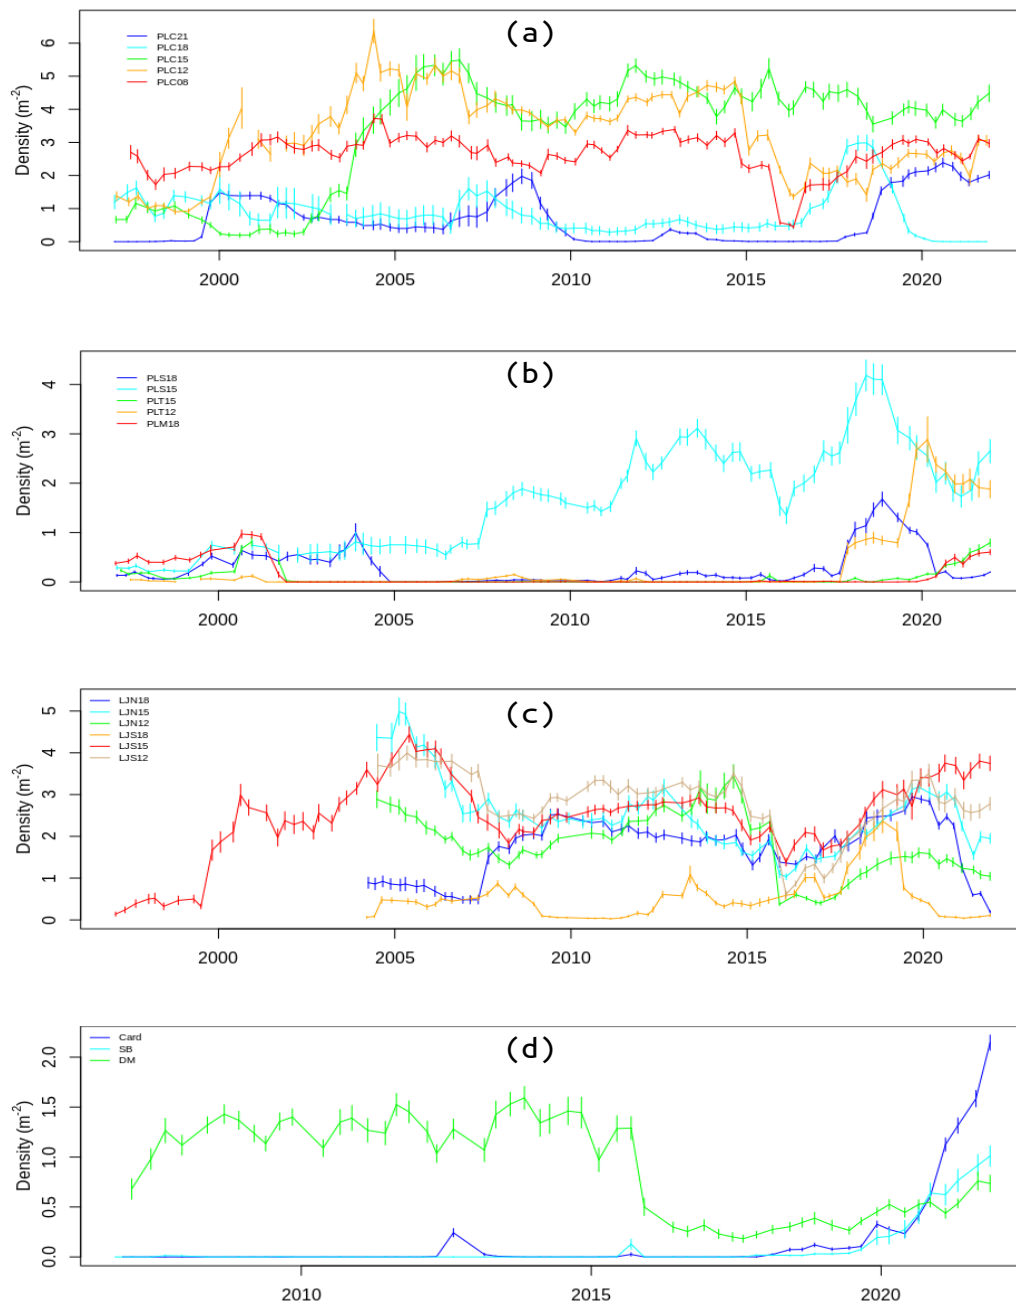 (a)
PLC21
PLC18
PLC15
PLC12
PLC08
Density (m-2)
0 1 2 3 4 5 6
2000 2005 2010 2015 2020
(b)
PLS18
PLS15
PLT15
PLT12
PLM18
Density (m-2)
0 1 2 3 4
2000 2005 2010 2015 2020
(c)
LJN18
LJN15
LJN12
LJS18
LJS15
LJS12
Density (m-2)
0 1 2 3 4 5
2000 2005 2010 2015 2020
(d)
Card
SB
DM
Density (m-2)
0.0 0.5 1.0 1.5 2.0
2010 2015 2020